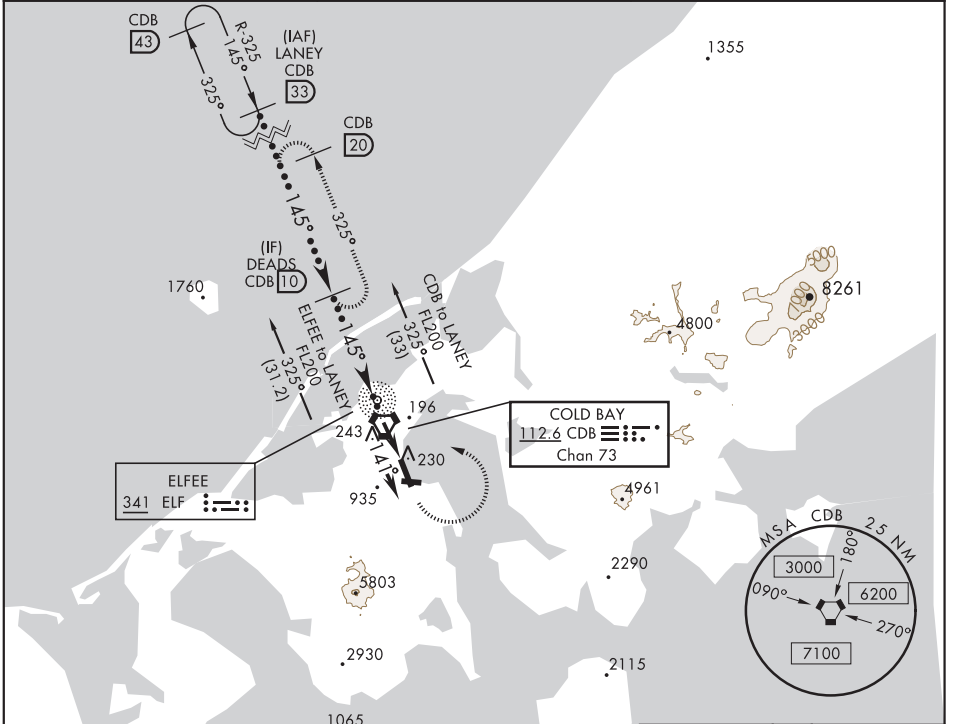 CDB
43
R-325
145°
325°
(IAF)
LANEY
CDB
33
CDB
20
1355
145°
325°
(IF)
DEADS
CDB 10
1760
ELFEE to LANEY
FL200
325°
(31.2)
145°
CDB to LANEY
FL200
325°
(33)
8261
3000
4800
196
243
141°
230
935
COLD BAY
112.6 CDB
Chan 73
ELFEE
341 ELF
4961
5803
2290
2930
2115
1065
MSA CDB 25 NM
3000
180°
090°
6200
270°
7100